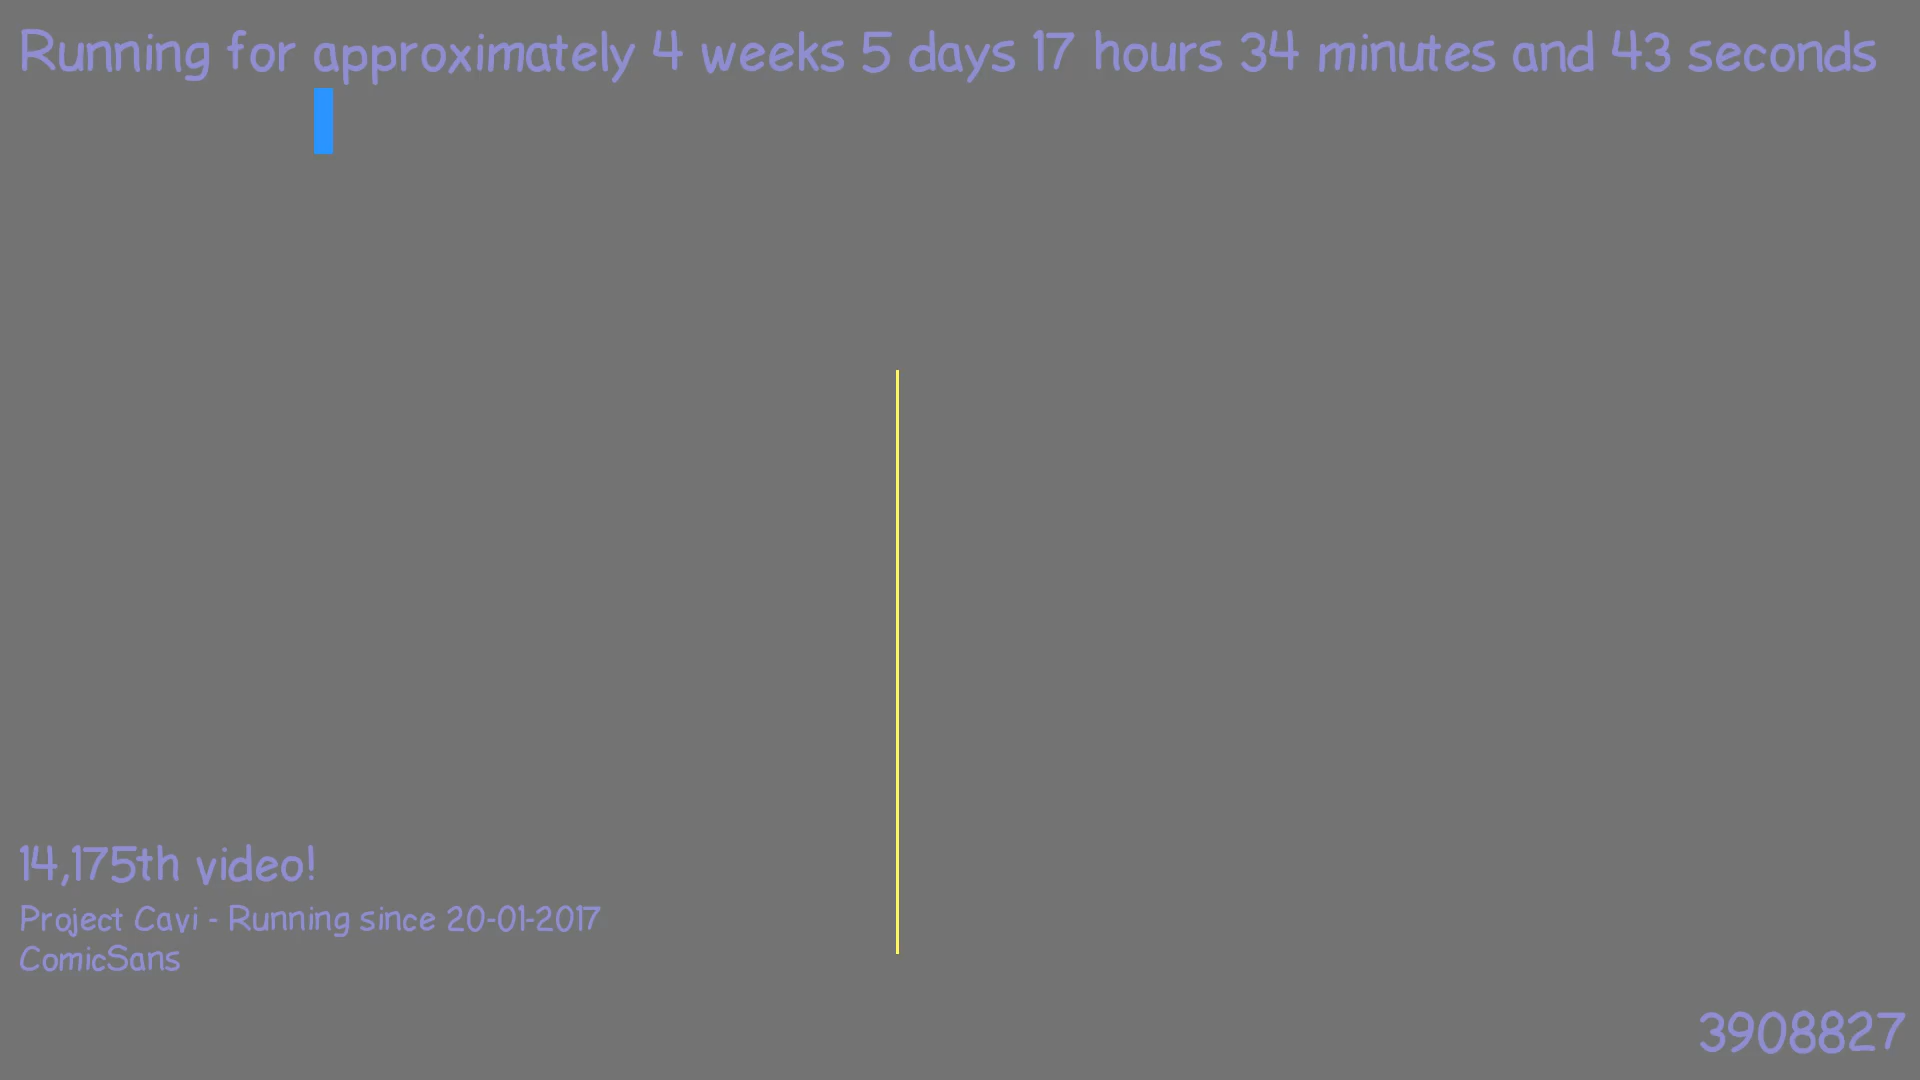 Running for approximately 4 weeks 5 days 17 hours 34 minutes and 43 seconds
14,175th video!
Project Cavi - Running since 20-01-2017
ComicSans
3908827